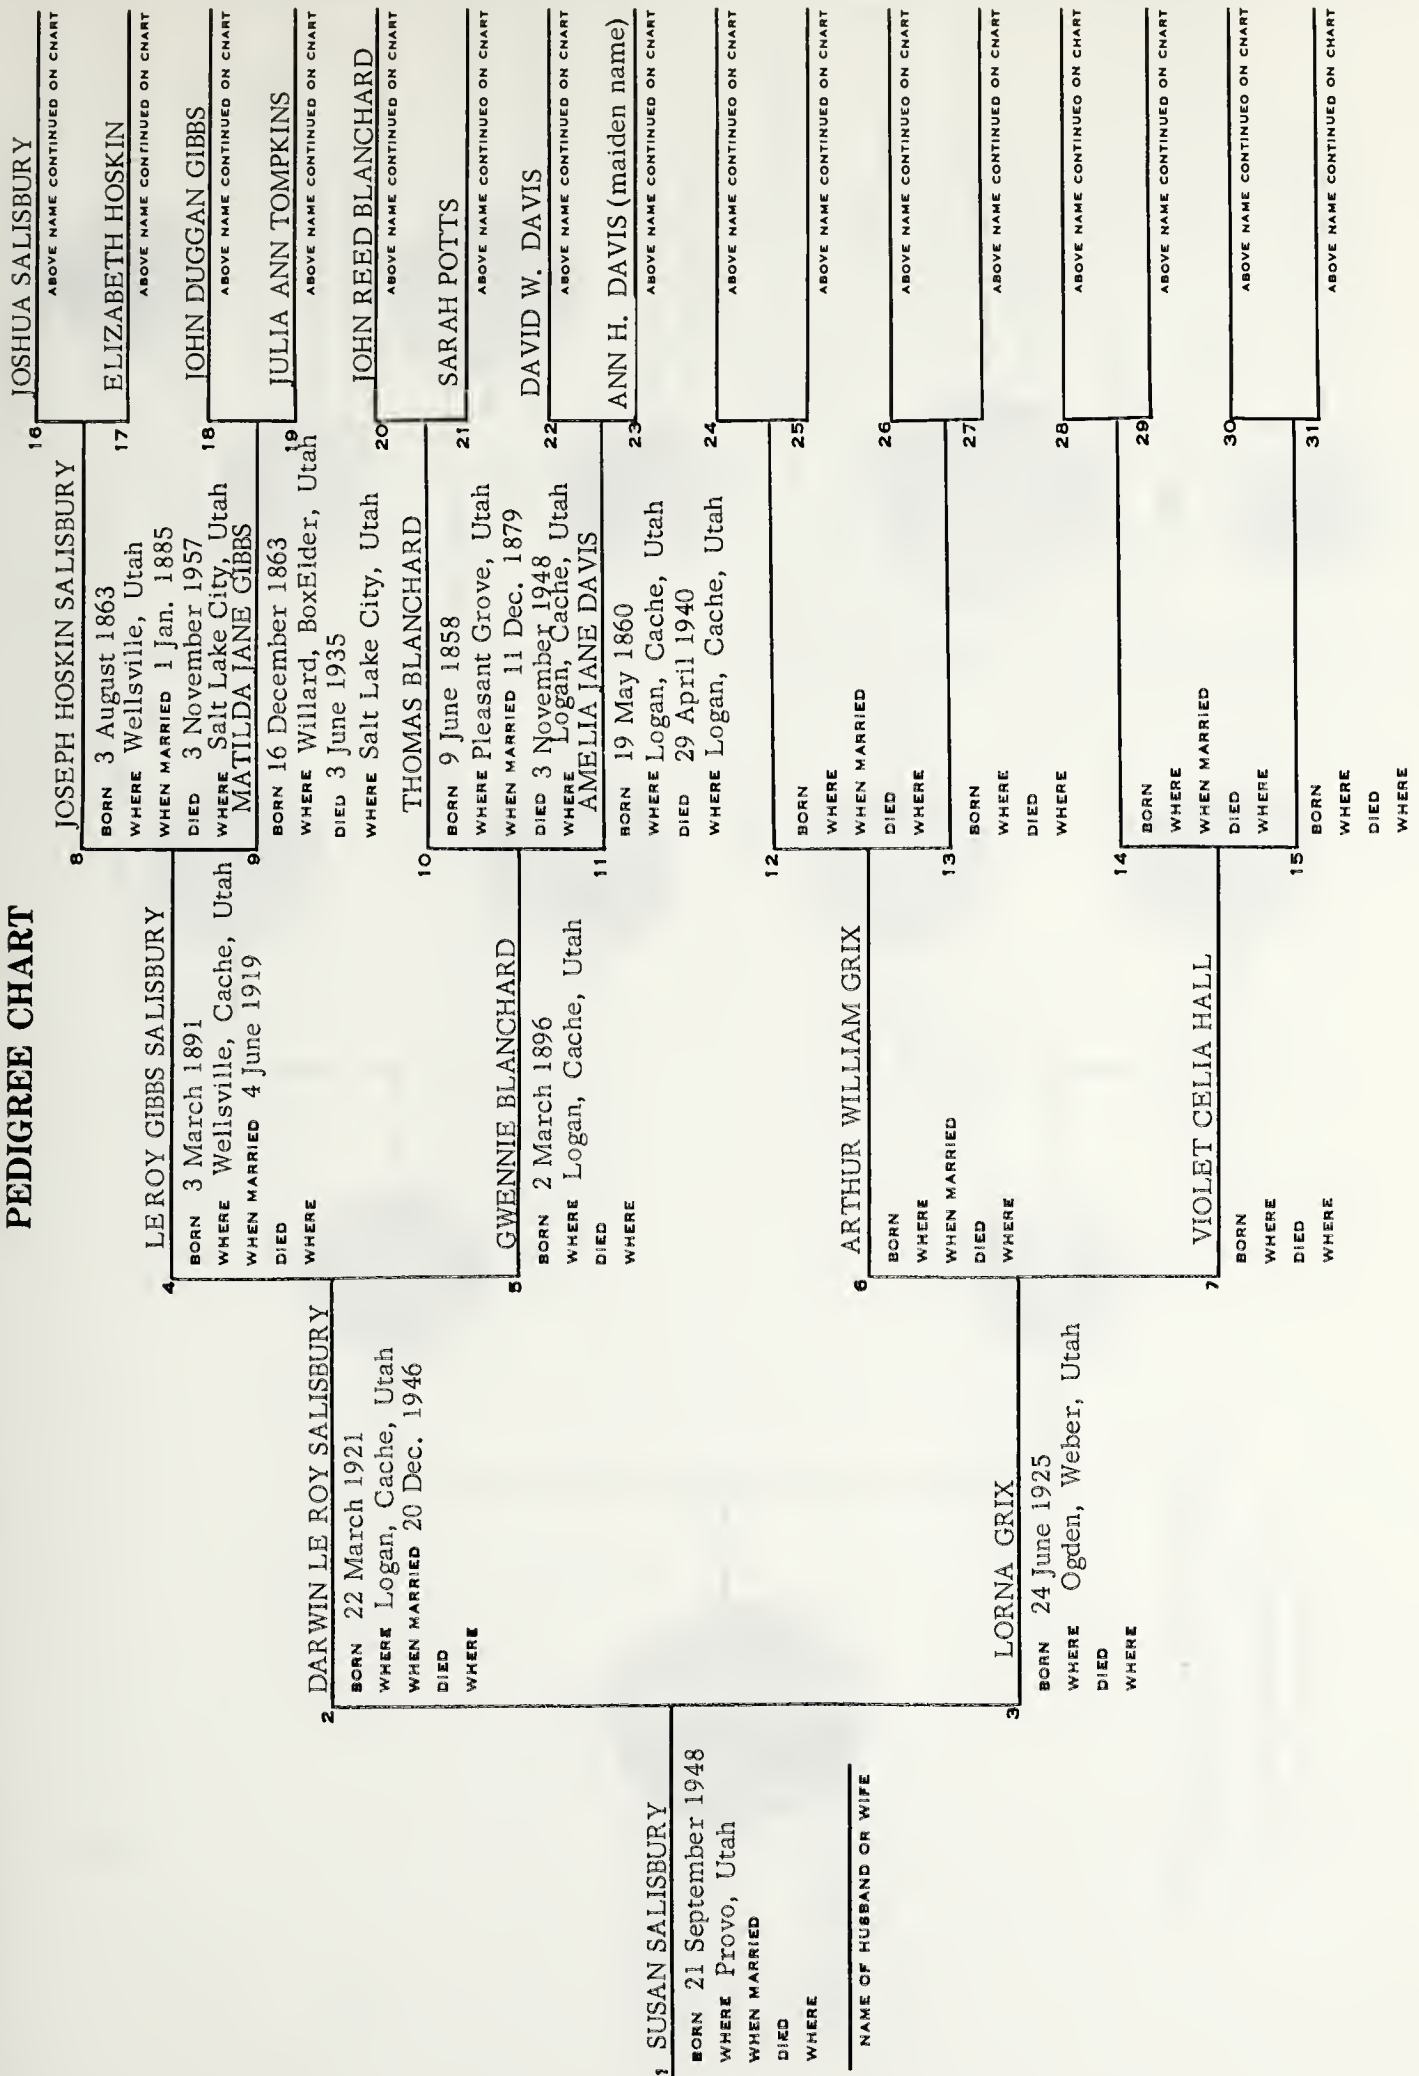 PEDIGREE CHART
1 SUSAN SALISBURY
BORN 21 September 1948
WHERE Provo, Utah
WHEN MARRIED
DIED
WHERE
NAME OF HUSBAND OR WIFE
2 DARWIN LE ROY SALISBURY
BORN 22 March 1921
WHERE Logan, Cache, Utah
WHEN MARRIED 20 Dec. 1946
DIED
WHERE
3 LORNA GRIX
BORN 24 June 1925
WHERE Ogden, Weber, Utah
DIED
WHERE
4 LE ROY GIBBS SALISBURY
BORN 3 March 1891
WHERE Wellsville, Cache, Utah
WHEN MARRIED 4 June 1919
DIED
WHERE
5 GWENNIE BLANCHARD
BORN 2 March 1896
WHERE Logan, Cache, Utah
DIED
WHERE
6 ARTHUR WILLIAM GRIX
BORN
WHERE
WHEN MARRIED
DIED
WHERE
7 VIOLET CELIA HALL
BORN
WHERE
DIED
WHERE
8 JOSEPH HOSKIN SALISBURY
BORN 3 August 1863
WHERE Wellsville, Utah
WHEN MARRIED 1 Jan. 1885
DIED 3 November 1957
WHERE Salt Lake City, Utah
9 MATILDA JANE GIBBS
BORN 16 December 1863
WHERE Willard, BoxElder, Utah
DIED 3 June 1935
WHERE Salt Lake City, Utah
10 THOMAS BLANCHARD
BORN 9 June 1858
WHERE Pleasant Grove, Utah
WHEN MARRIED 11 Dec. 1879
DIED 3 November 1948
WHERE Logan, Cache, Utah
11 AMELIA JANE DAVIS
BORN 19 May 1860
WHERE Logan, Cache, Utah
DIED 29 April 1940
WHERE Logan, Cache, Utah
12
BORN
WHERE
WHEN MARRIED
DIED
WHERE
13
BORN
WHERE
DIED
WHERE
14
BORN
WHERE
WHEN MARRIED
DIED
WHERE
15
BORN
WHERE
DIED
WHERE
16 JOSHUA SALISBURY
ABOVE NAME CONTINUED ON CHART
17 ELIZABETH HOSKIN
ABOVE NAME CONTINUED ON CHART
18 JOHN DUGGAN GIBBS
ABOVE NAME CONTINUED ON CHART
19 JULIA ANN TOMPKINS
ABOVE NAME CONTINUED ON CHART
20 JOHN REED BLANCHARD
ABOVE NAME CONTINUED ON CHART
21 SARAH POTTS
ABOVE NAME CONTINUED ON CHART
22 DAVID W. DAVIS
ABOVE NAME CONTINUED ON CHART
23 ANN H. DAVIS (maiden name)
ABOVE NAME CONTINUED ON CHART
24
ABOVE NAME CONTINUED ON CHART
25
ABOVE NAME CONTINUED ON CHART
26
ABOVE NAME CONTINUED ON CHART
27
ABOVE NAME CONTINUED ON CHART
28
ABOVE NAME CONTINUED ON CHART
29
ABOVE NAME CONTINUED ON CHART
30
ABOVE NAME CONTINUED ON CHART
31
ABOVE NAME CONTINUED ON CHART